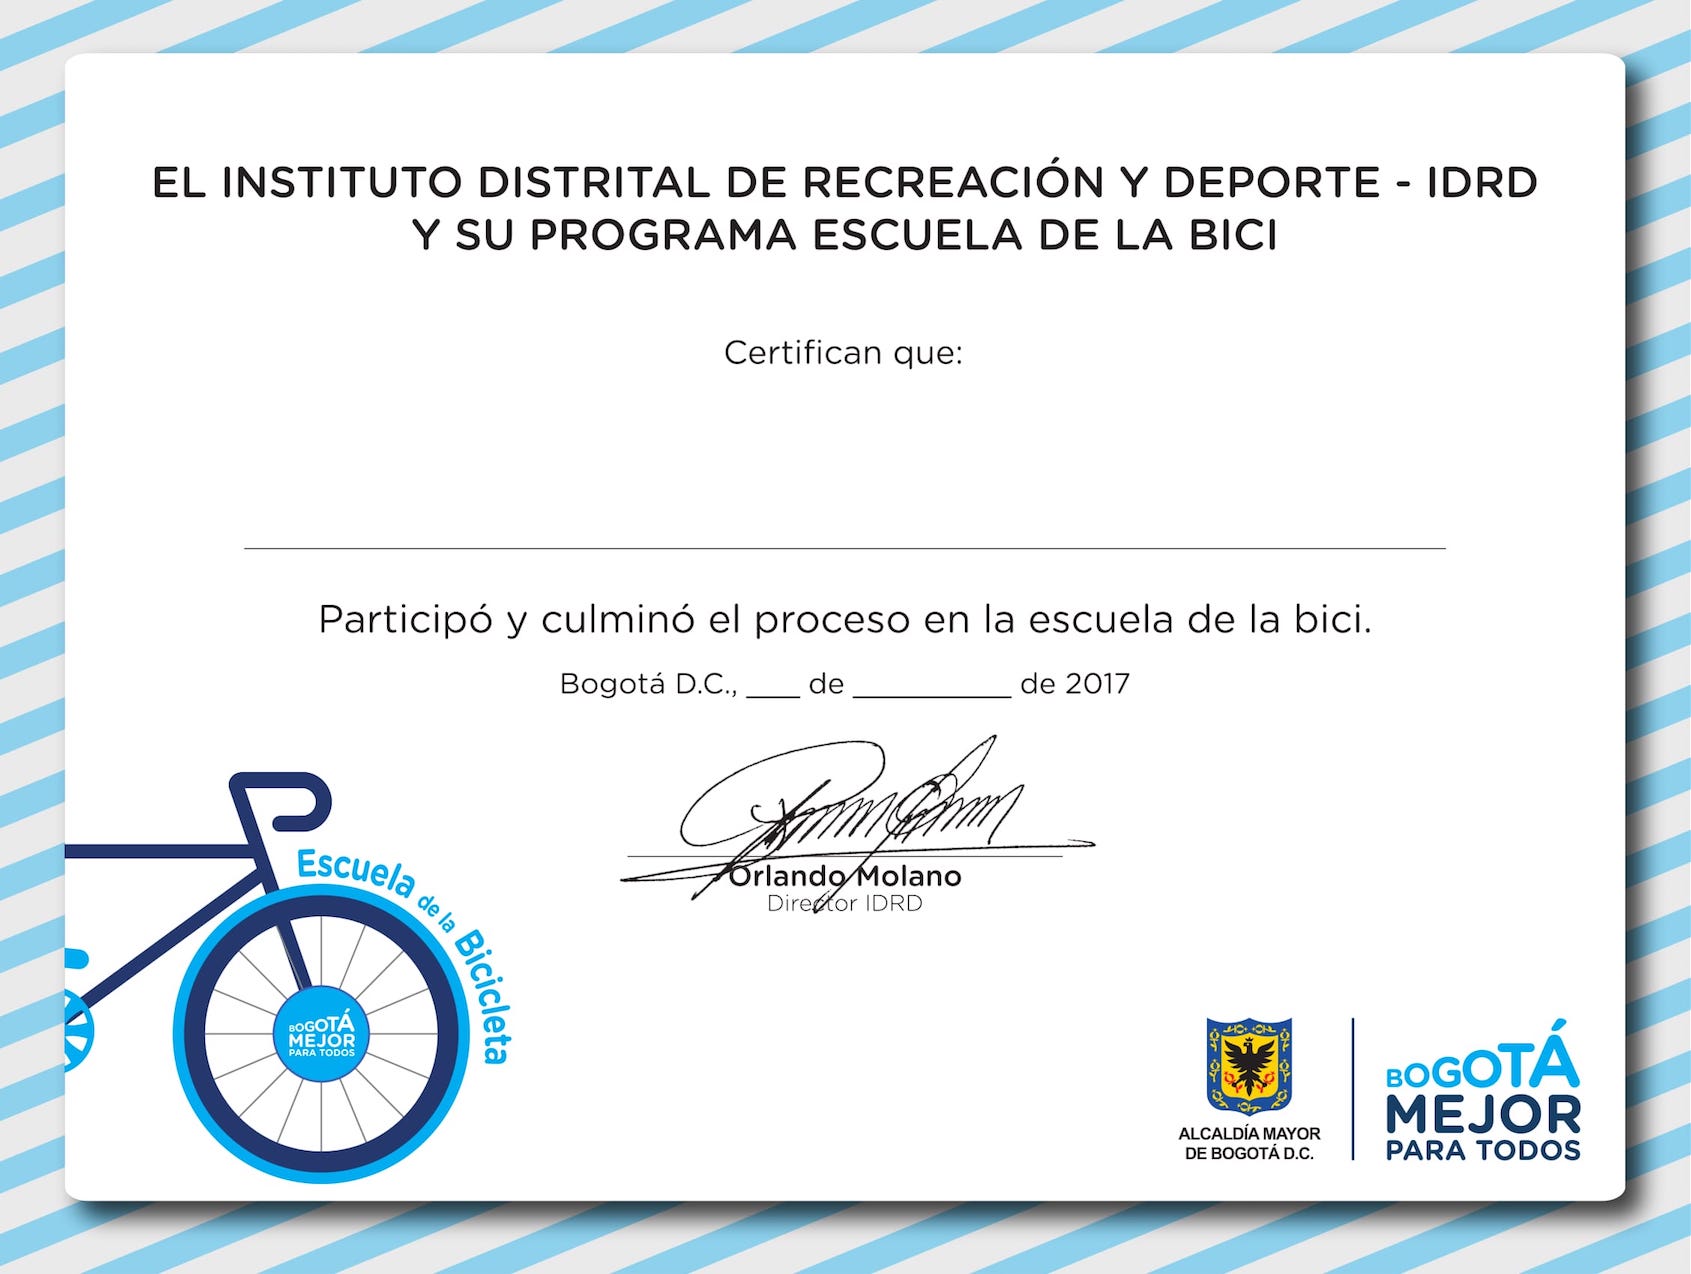 EL INSTITUTO DISTRITAL DE RECREACIÓN Y DEPORTE - IDRD
Y SU PROGRAMA ESCUELA DE LA BICI
Certifican que:
Participó y culminó el proceso en la escuela de la bici.
Bogotá D.C., ___ de _________ de 2017
Orlando Molano
Director IDRD
Escuela de la Bicicleta
BOGOTÁ
MEJOR
PARA TODOS
ALCALDÍA MAYOR
DE BOGOTÁ D.C.
BOGOTÁ
MEJOR
PARA TODOS